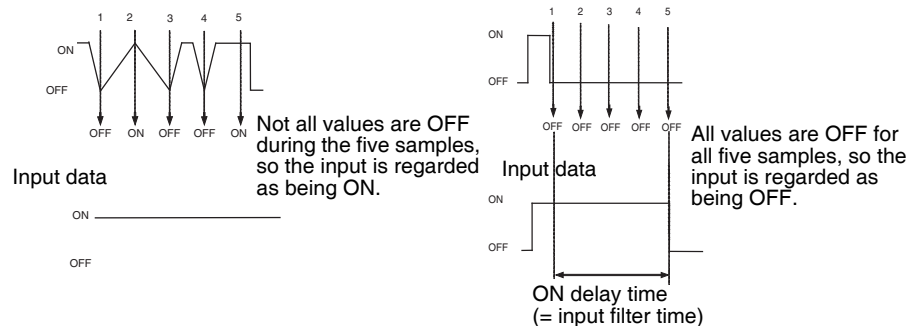 1 2 3 4 5
ON
OFF
OFF ON OFF OFF ON
Not all values are OFF
during the five samples,
so the input is regarded
as being ON.
Input data
ON
OFF
1 2 3 4 5
ON
OFF
OFF OFF OFF OFF OFF
All values are OFF for
all five samples, so the
input is regarded as
being OFF.
Input data
ON
OFF
ON delay time
(= input filter time)